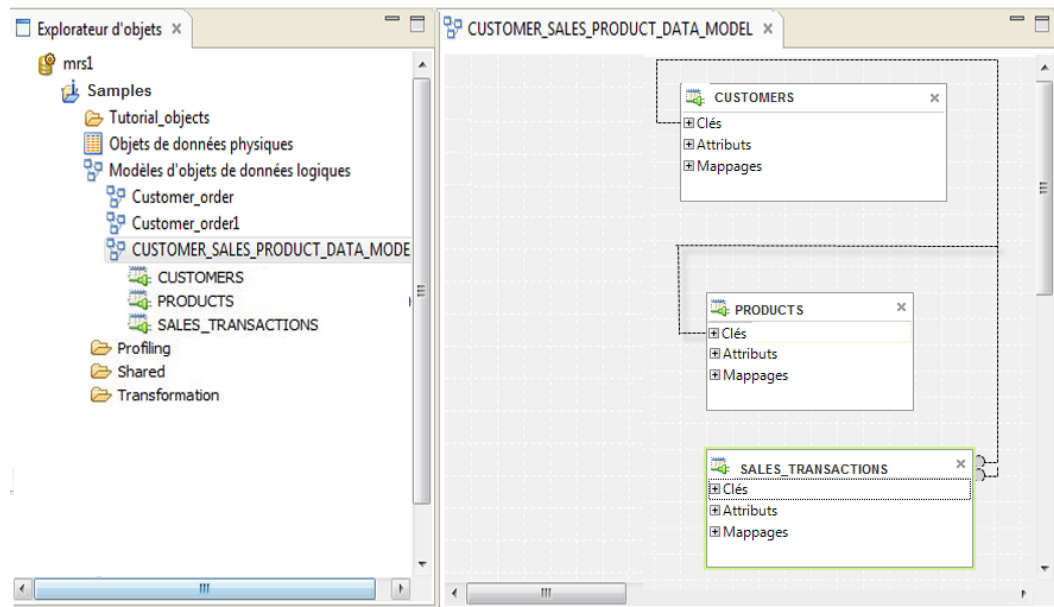 Explorateur d'objets
mrs1
Samples
Tutorial_objects
Objets de données physiques
Modèles d'objets de données logiques
Customer_order
Customer_order1
CUSTOMER_SALES_PRODUCT_DATA_MODE
CUSTOMERS
PRODUCTS
SALES_TRANSACTIONS
Profiling
Shared
Transformation
CUSTOMER_SALES_PRODUCT_DATA_MODEL
CUSTOMERS
Clés
Attributs
Mappages
PRODUCTS
Clés
Attributs
Mappages
SALES_TRANSACTIONS
Clés
Attributs
Mappages